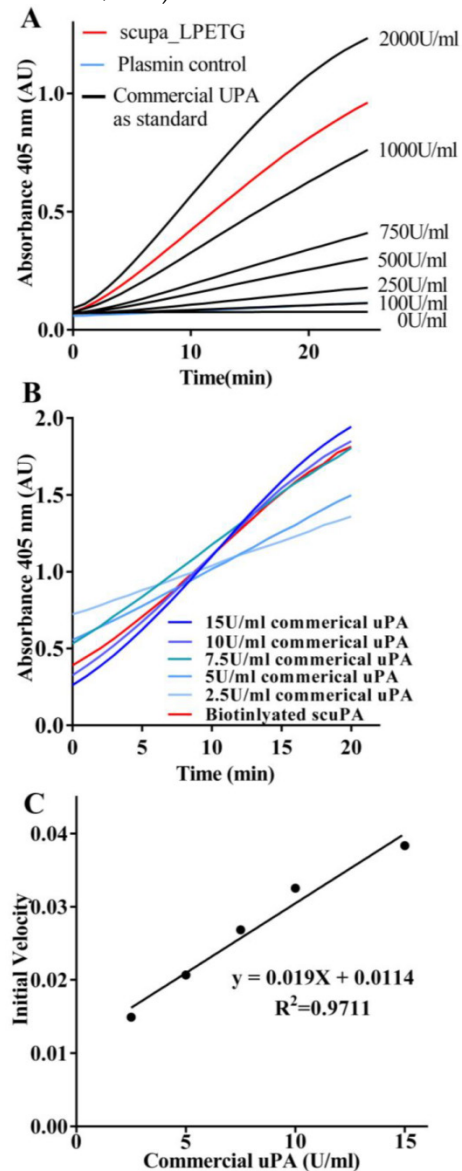 A
scupa_LPETG
Plasmin control
Commercial UPA
as standard
2000U/ml
1000U/ml
750U/ml
500U/ml
250U/ml
100U/ml
0U/ml
Absorbance 405 nm (AU)
1.0
0.5
0.0
0
10
20
Time(min)
B
Absorbance 405 nm (AU)
2.0
1.5
1.0
0.5
0.0
15U/ml commerical uPA
10U/ml commerical uPA
7.5U/ml commerical uPA
5U/ml commerical uPA
2.5U/ml commerical uPA
Biotinlyated scuPA
0
5
10
15
20
Time (min)
C
Initial Velocity
0.04
0.03
0.02
0.01
0.00
y = 0.019X + 0.0114
R²=0.9711
0
5
10
15
Commercial uPA (U/ml)